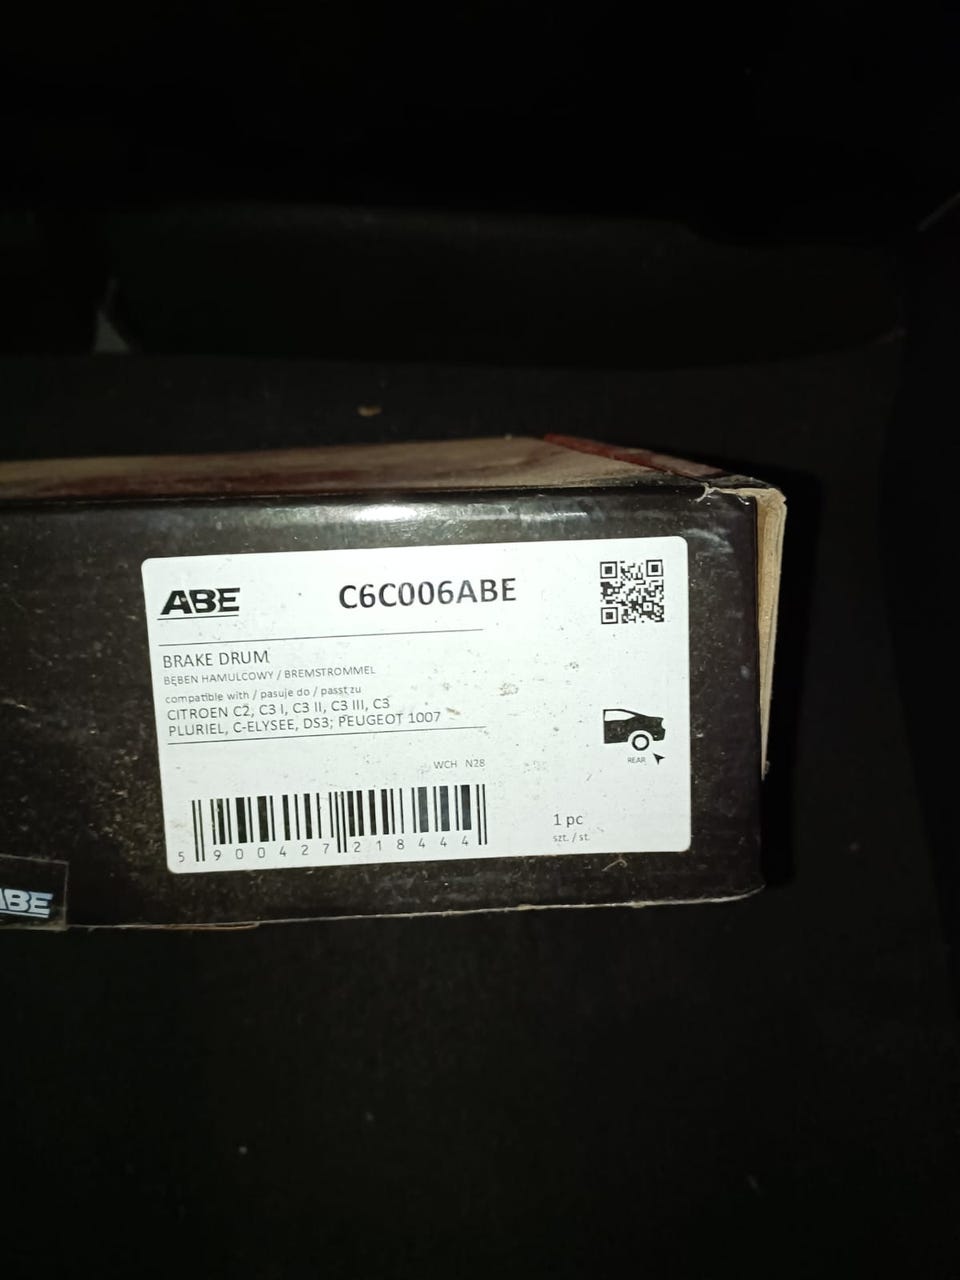 ABE
C6C006ABE
BRAKE DRUM
BĘBEN HAMULCOWY / BREMSTROMMEL
compatible with / pasuje do / passt zu
CITROEN C2, C3 I, C3 II, C3 III, C3
PLURIEL, C-ELYSEE, DS3; PEUGEOT 1007
REAR
WCH N28
5 900427 218444
1 pc
szt. / st.
ABE